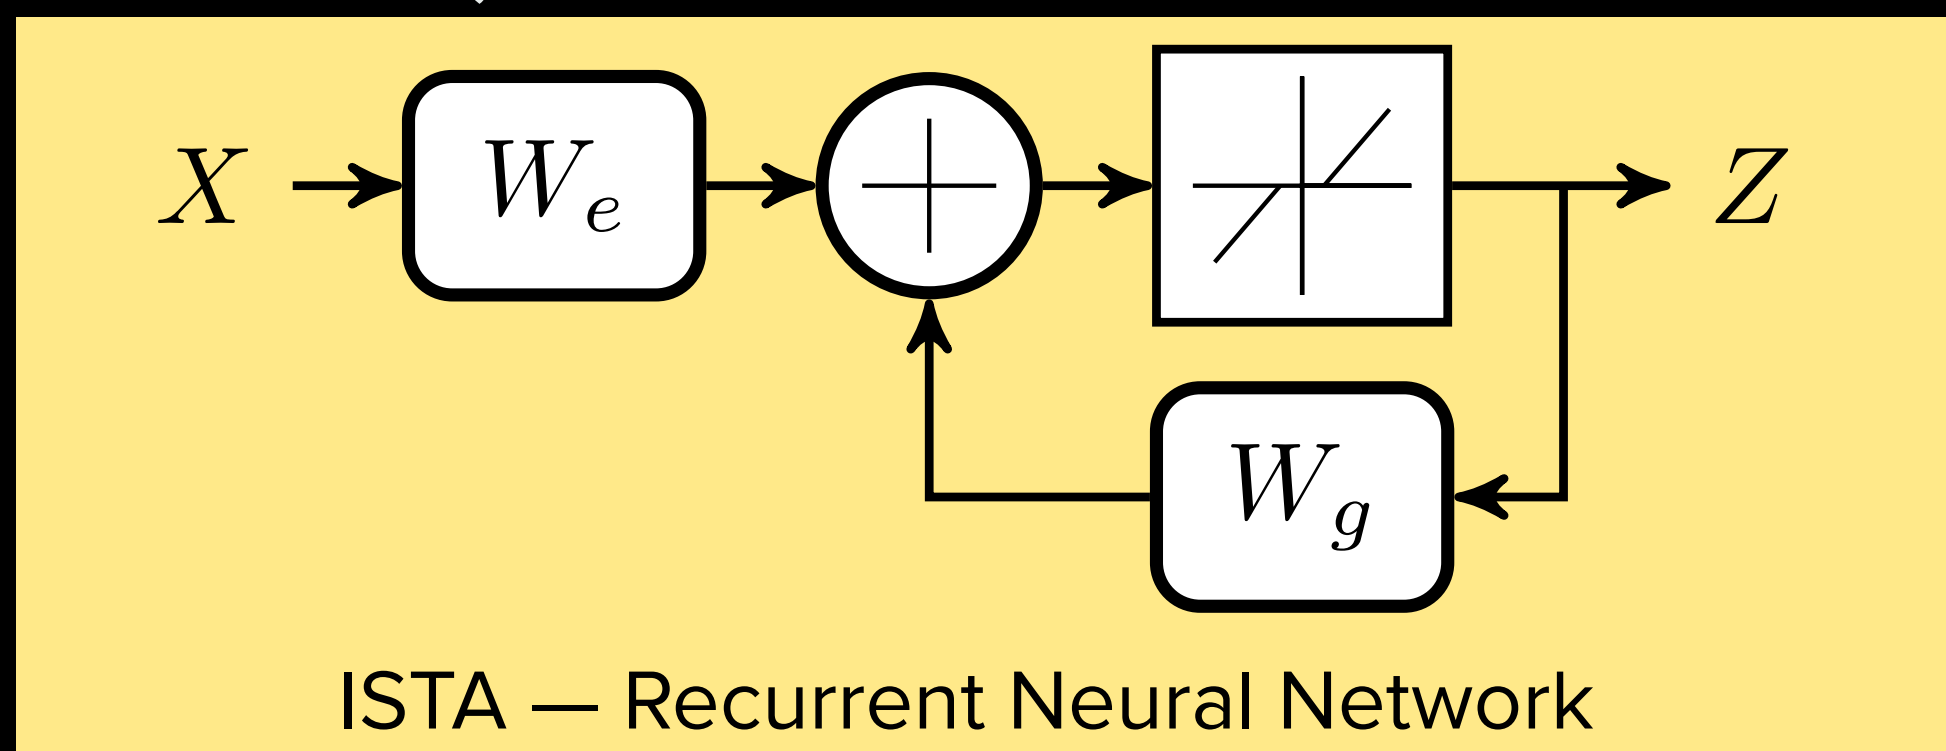 X
W_e
Z
W_g
ISTA — Recurrent Neural Network